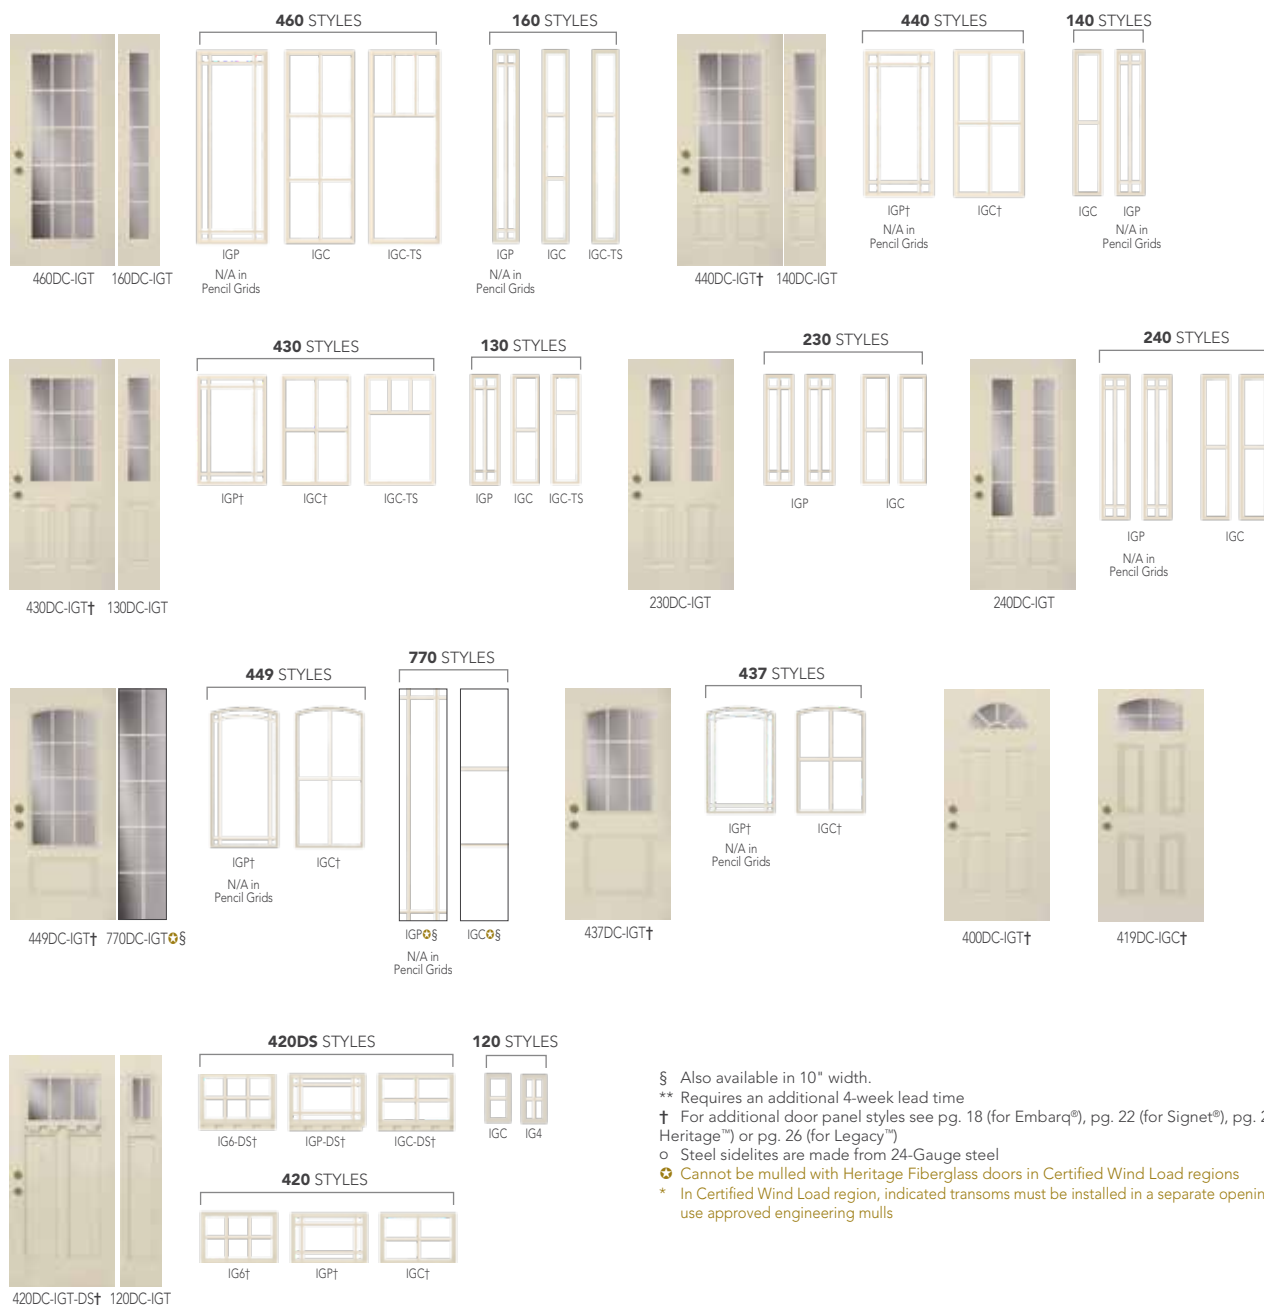 460 STYLES
160 STYLES
440 STYLES
140 STYLES
IGP
N/A in
Pencil Grids
IGC
IGC-TS
IGP
N/A in
Pencil Grids
IGC
IGC-TS
IGP†
N/A in
Pencil Grids
IGC†
IGC
IGP
N/A in
Pencil Grids
460DC-IGT
160DC-IGT
440DC-IGT†
140DC-IGT
430 STYLES
130 STYLES
230 STYLES
240 STYLES
IGP†
IGC†
IGC-TS
IGP
IGC
IGC-TS
IGP
IGC
IGP
N/A in
Pencil Grids
IGC
430DC-IGT†
130DC-IGT
230DC-IGT
240DC-IGT
449 STYLES
770 STYLES
437 STYLES
IGP†
N/A in
Pencil Grids
IGC†
IGP✪§
N/A in
Pencil Grids
IGC✪§
IGP†
N/A in
Pencil Grids
IGC†
449DC-IGT†
770DC-IGT✪§
437DC-IGT†
400DC-IGT†
419DC-IGC†
420DS STYLES
120 STYLES
IG6-DS†
IGP-DS†
IGC-DS†
IGC
IG4
420 STYLES
IG6†
IGP†
IGC†
420DC-IGT-DS†
120DC-IGT
§ Also available in 10" width.
** Requires an additional 4-week lead time
† For additional door panel styles see pg. 18 (for Embarq®), pg. 22 (for Signet®), pg. 2
Heritage™) or pg. 26 (for Legacy™)
o Steel sidelites are made from 24-Gauge steel
✪ Cannot be mulled with Heritage Fiberglass doors in Certified Wind Load regions
* In Certified Wind Load region, indicated transoms must be installed in a separate openin
use approved engineering mulls